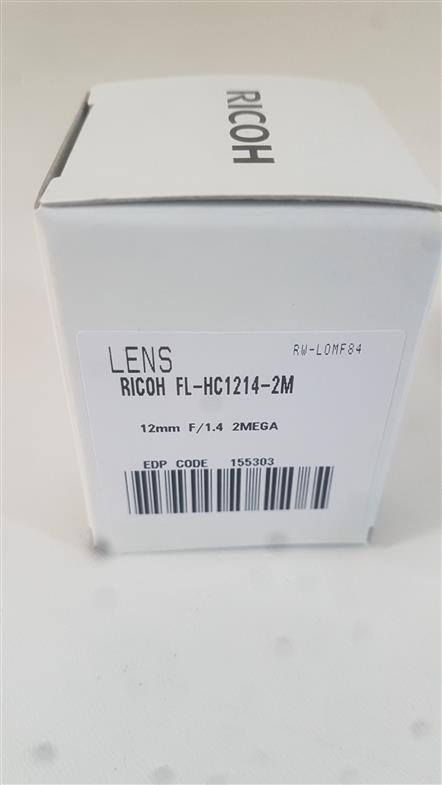 RICOH
LENS
RW-LOMF84
RICOH FL-HC1214-2M
12mm F/1.4 2MEGA
EDP CODE 155303